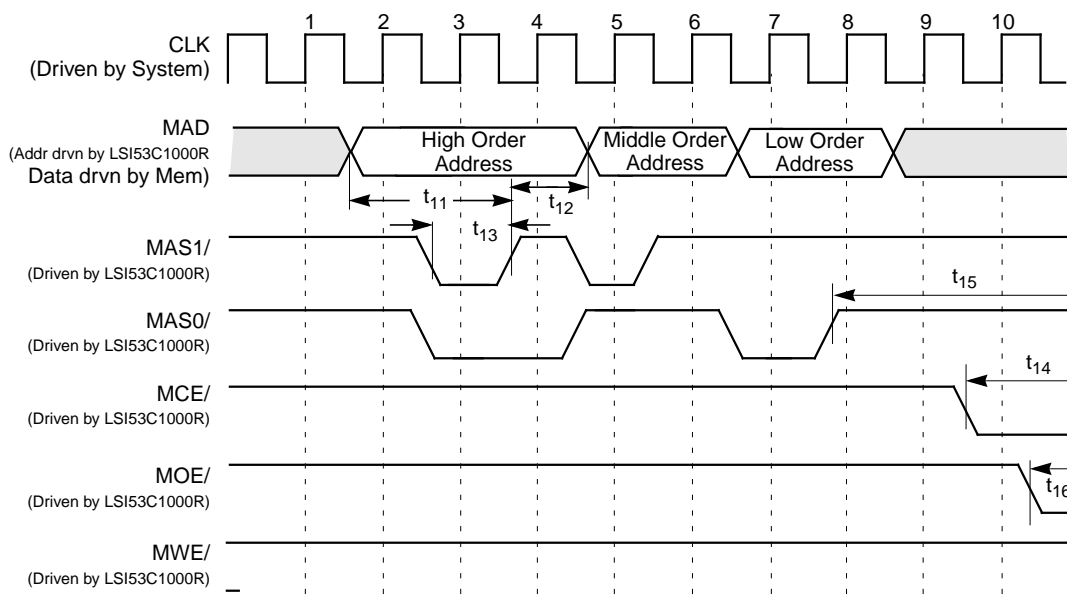 1 2 3 4 5 6 7 8 9 10
CLK
(Driven by System)
MAD
(Addr drvn by LSI53C1000R
Data drvn by Mem)
High Order
Address
Middle Order
Address
Low Order
Address
t11
t12
t13
MAS1/
(Driven by LSI53C1000R)
t15
MAS0/
(Driven by LSI53C1000R)
t14
MCE/
(Driven by LSI53C1000R)
MOE/
(Driven by LSI53C1000R)
t16
MWE/
(Driven by LSI53C1000R)